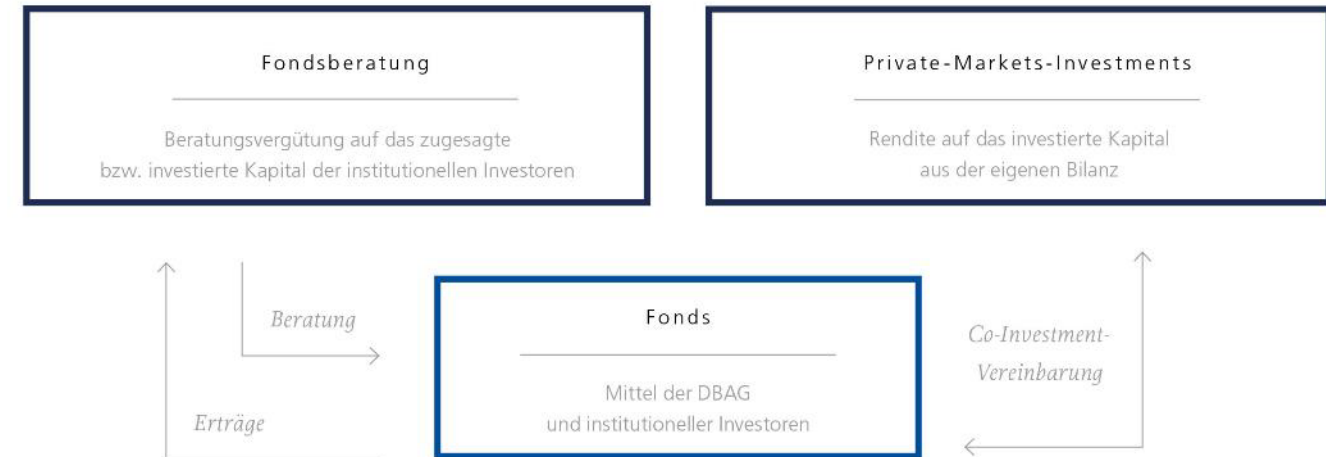 Fondsberatung
Beratungsvergütung auf das zugesagte
bzw. investierte Kapital der institutionellen Investoren
Private-Markets-Investments
Rendite auf das investierte Kapital
aus der eigenen Bilanz
Beratung
Erträge
Fonds
Mittel der DBAG
und institutioneller Investoren
Co-Investment-
Vereinbarung